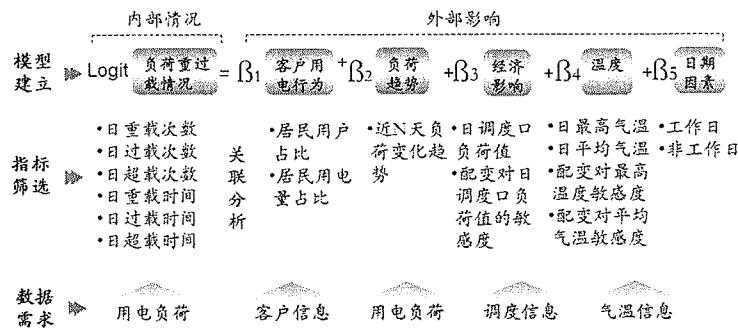 内部情况
外部影响
模型
建立
Logit
负荷重过
载情况
=
ß1
客户用
电行为
+ß2
负荷
趋势
+ß3
经济
影响
+ß4
温度
+ß5
日期
因素
指标
筛选
•日重载次数
•日过载次数
•日超载次数
•日重载时间
•日过载时间
•日超载时间
关联分析
•居民用户
占比
•居民用电
量占比
•近N天负
荷变化趋
势
•日调度口
负荷值
•配变对日
调度口负
荷值的敏
感度
•日最高气温
•日平均气温
•配变对最高
温度敏感度
•配变对平均
气温敏感度
•工作日
•非工作日
数据
需求
用电负荷
客户信息
用电负荷
调度信息
气温信息